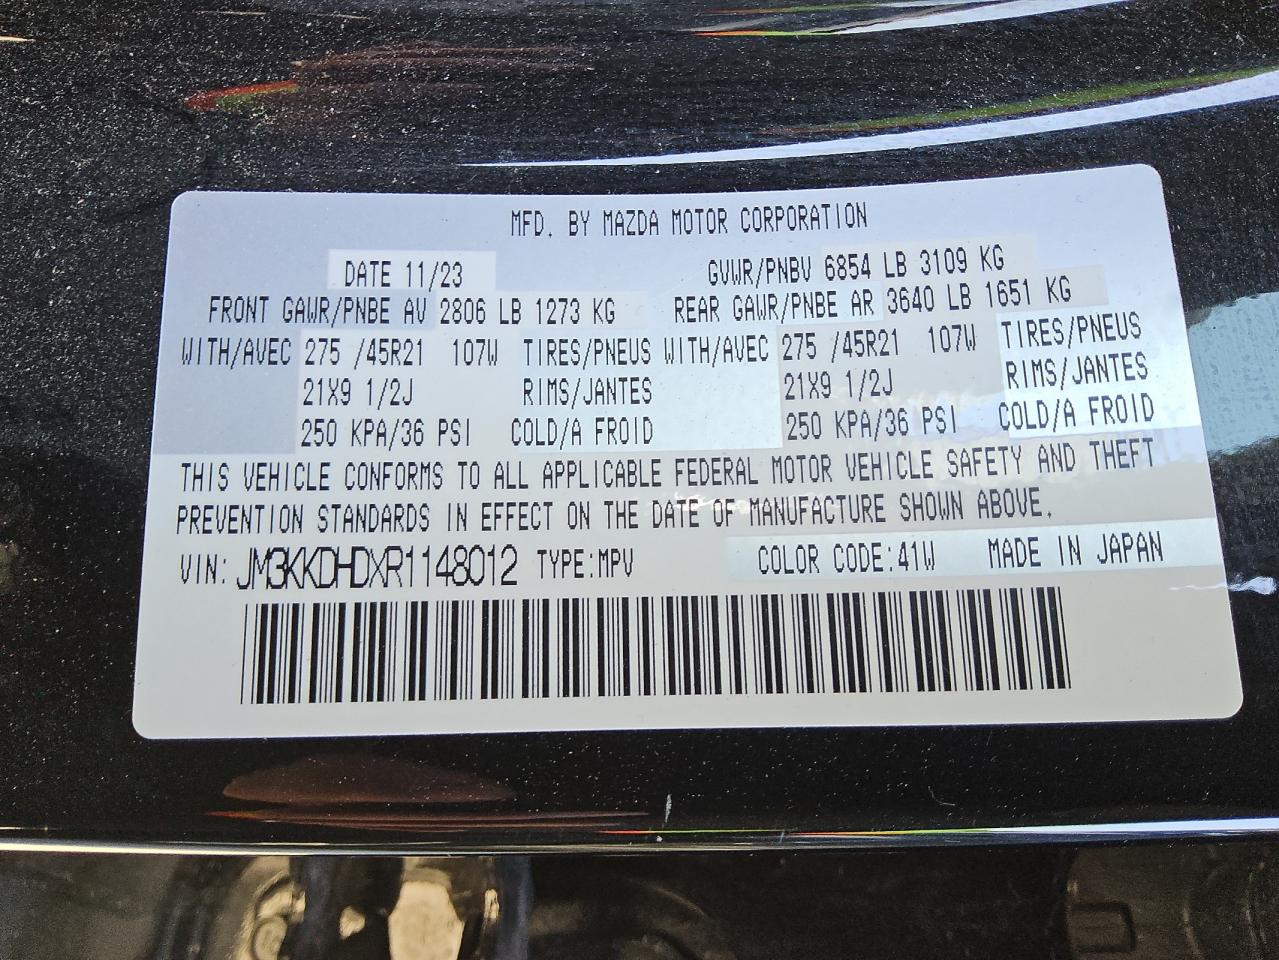 MFD. BY MAZDA MOTOR CORPORATION
DATE 11/23 GVWR/PNBV 6854 LB 3109 KG
FRONT GAWR/PNBE AV 2806 LB 1273 KG REAR GAWR/PNBE AR 3640 LB 1651 KG
WITH/AVEC 275 /45R21 107W TIRES/PNEUS WITH/AVEC 275 /45R21 107W TIRES/PNEUS
21X9 1/2J RIMS/JANTES 21X9 1/2J RIMS/JANTES
250 KPA/36 PSI COLD/A FROID 250 KPA/36 PSI COLD/A FROID
THIS VEHICLE CONFORMS TO ALL APPLICABLE FEDERAL MOTOR VEHICLE SAFETY AND THEFT
PREVENTION STANDARDS IN EFFECT ON THE DATE OF MANUFACTURE SHOWN ABOVE.
VIN: JM3KKDHDXR1148012 TYPE:MPV COLOR CODE:41W MADE IN JAPAN